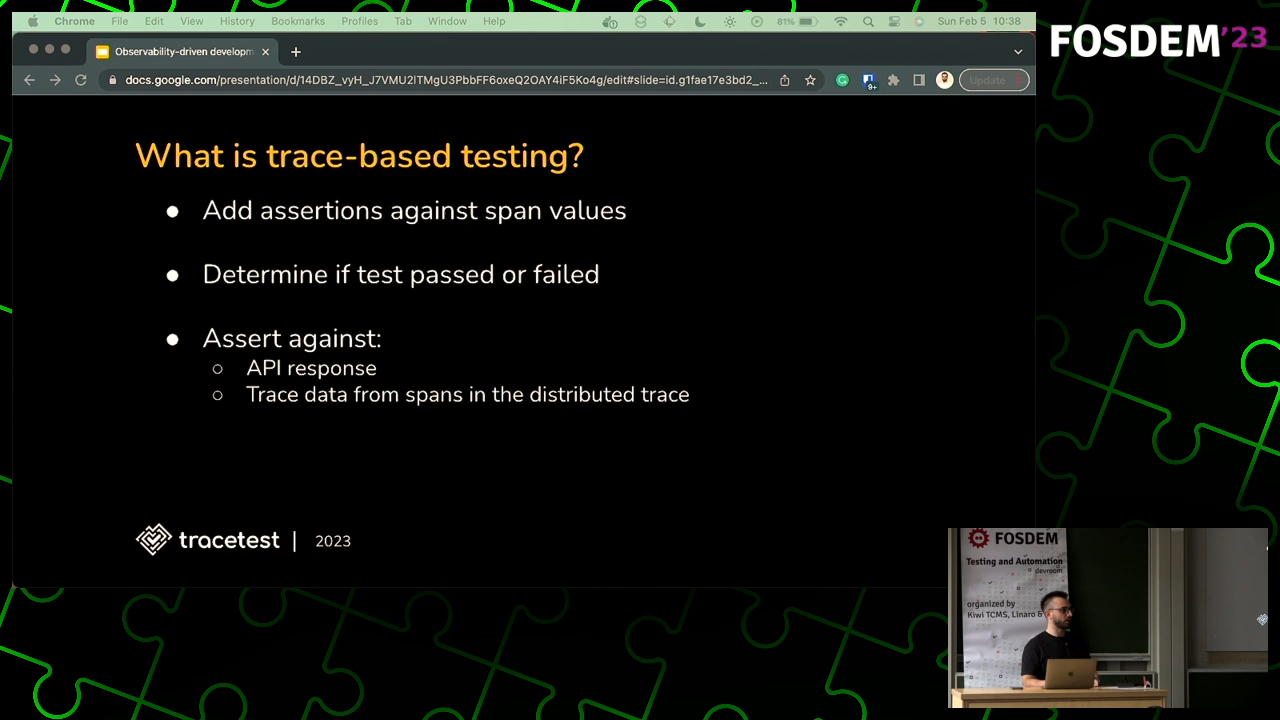 Chrome File Edit View History Bookmarks Profiles Tab Window Help 81% Sun Feb 5 10:38
FOSDEM'23
Observability-driven developm
docs.google.com/presentation/d/14DBZ_vyH_J7VMU2lTMgU3PbbFF6oxeQ2OAY4iF5Ko4g/edit#slide=id.g1fae17e3bd2_...
9+
Update
What is trace-based testing?
● Add assertions against span values
● Determine if test passed or failed
● Assert against:
○ API response
○ Trace data from spans in the distributed trace
tracetest | 2023
FOSDEM
Testing and Automation
devroom
organized by
Kiwi TCMS, Linaro &